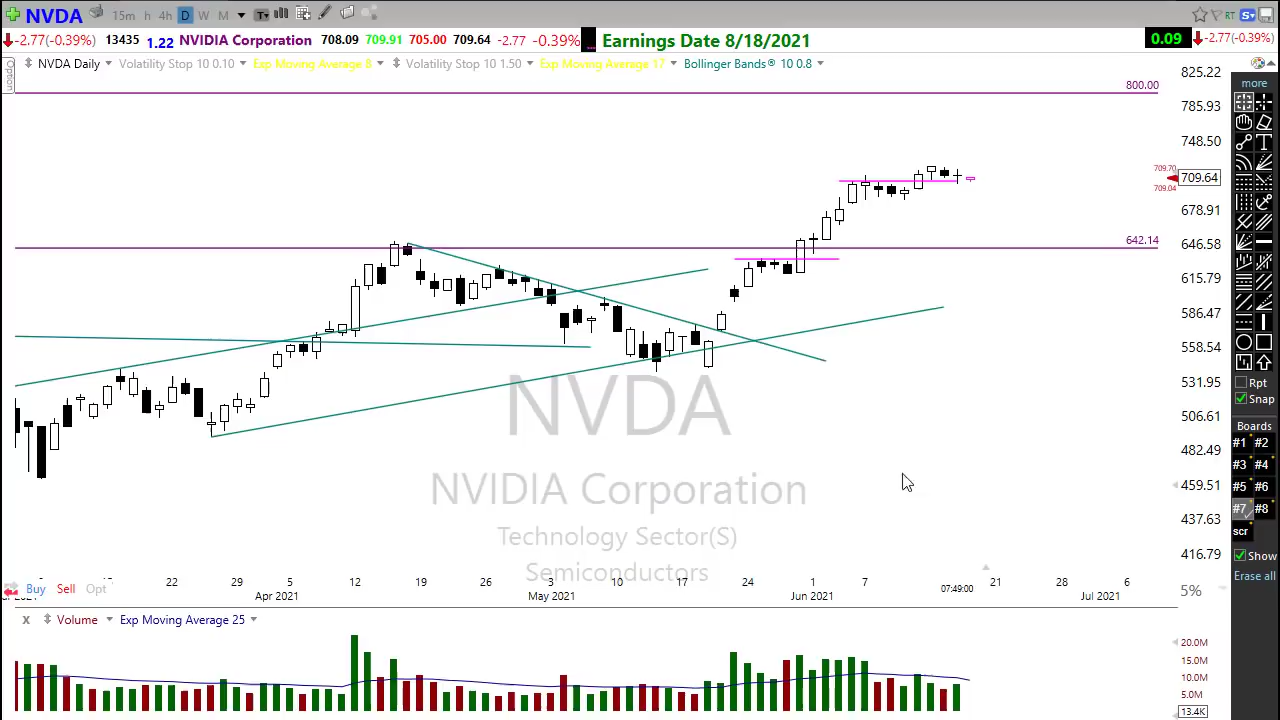 NVDA 15m h 4h D W M T RT S
-2.77(-0.39%) 13435 1.22 NVIDIA Corporation 708.09 709.91 705.00 709.64 -2.77 -0.39% ... Earnings Date 8/18/2021 0.09 -2.77(-0.39%)
Option NVDA Daily Volatility Stop 10 0.10 Exp Moving Average 8 Volatility Stop 10 1.50 Exp Moving Average 17 Bollinger Bands® 10 0.8
825.22
more
800.00
785.93
748.50
709.70
709.64
709.04
678.91
642.14
646.58
615.79
586.47
558.54
531.95
Rpt
Snap
506.61
Boards
#1 #2
482.49
#3 #4
459.51
#5 #6
#7 #8
437.63
scr
416.79
Show
Erase all
NVDA
NVIDIA Corporation
Technology Sector(S)
Semiconductors
22 29 5 12 19 26 3 10 17 24 1 7 21 28 6
Buy Sell Opt 07:49:00 5%
Apr 2021 May 2021 Jun 2021 Jul 2021
x Volume Exp Moving Average 25
20.0M
15.0M
10.0M
5.0M
13.4K